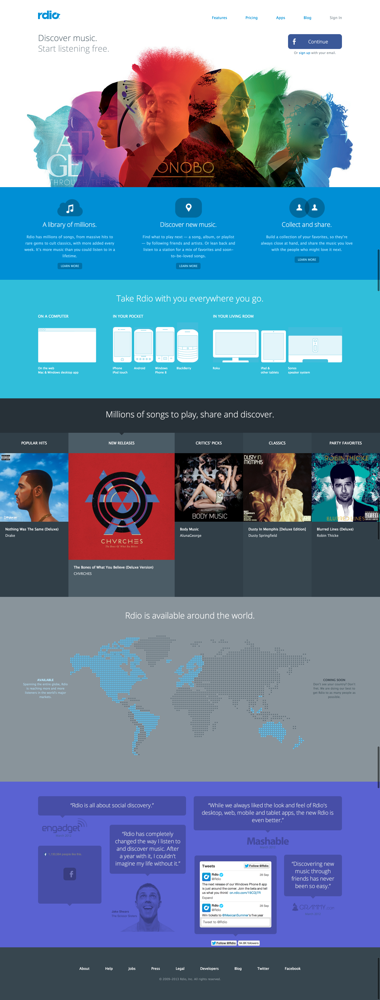 rdio
Features Pricing Apps Blog Sign In
Discover music.
Start listening free.
Continue
Or sign up with your email.
ONOBO
THROUGH THE
A library of millions.
Rdio has millions of songs, from massive hits to
rare gems to cult classics, with more added every
week. It's more music than you could listen to in a
lifetime.
LEARN MORE
Discover new music.
Find what to play next — a song, album, or playlist
— by following friends and artists. Or lean back and
listen to a station for a mix of favorites and soon-
to-be-loved songs.
LEARN MORE
Collect and share.
Build a collection of your favorites, so they're
always close at hand, and share the music you love
with the people who might love it next.
LEARN MORE
Take Rdio with you everywhere you go.
ON A COMPUTER
On the web
Mac & Windows desktop app
IN YOUR POCKET
iPhone
iPod touch
Android
Windows
Phone 8
BlackBerry
IN YOUR LIVING ROOM
Roku
iPad &
other tablets
Sonos
speaker system
Millions of songs to play, share and discover.
POPULAR HITS
PARENTAL
ADVISORY
DRAKE
Nothing Was The Same (Deluxe)
Drake
NEW RELEASES
CHVRCHES
The Bones of What You Believe
The Bones of What You Believe (Deluxe Version)
CHVRCHES
CRITICS' PICKS
ALUNAGEORGE
BODY MUSIC
Body Music
AlunaGeorge
CLASSICS
DUSTY IN
MEMPHIS
Dusty In Memphis [Deluxe Edition]
Dusty Springfield
PARTY FAVORITES
ROBIN THICKE
BLURRED LINES
PARENTAL
ADVISORY
EXPLICIT CONTENT
Blurred Lines (Deluxe)
Robin Thicke
Rdio is available around the world.
AVAILABLE
Spanning the entire globe, Rdio
is reaching more and more
listeners in the world's major
markets.
COMING SOON
Don't see your country? Don't
fret. We are doing our best to
get Rdio to as many people as
possible.
“Rdio is all about social discovery.”
engadget
March 2012
1,130,564 people like this.
“Rdio has completely
changed the way I listen to
and discover music. After
a year with it, I couldn't
imagine my life without it.”
Jake Shears
The Scissor Sisters
“While we always liked the look and feel of Rdio's
desktop, web, mobile and tablet apps, the new Rdio is
even better.”
Mashable
March 2012
Tweets Follow @Rdio
Rdio 28 Sep
@Rdio
The next release of our Windows Phone 8 app
is just around the corner. Join the beta and tell
us what you think! on.rdio.com/19CDj7R
Expand
Rdio 28 Sep
@Rdio
Win tickets to @MexicanSummer's five year
Tweet to @Rdio
Follow @Rdio 94.8K followers
“Discovering new
music through
friends has never
been so easy.”
GRAMMY.com
March 2012
About Help Jobs Press Legal Developers Blog Twitter Facebook
© 2009–2013 Rdio, Inc. All rights reserved.